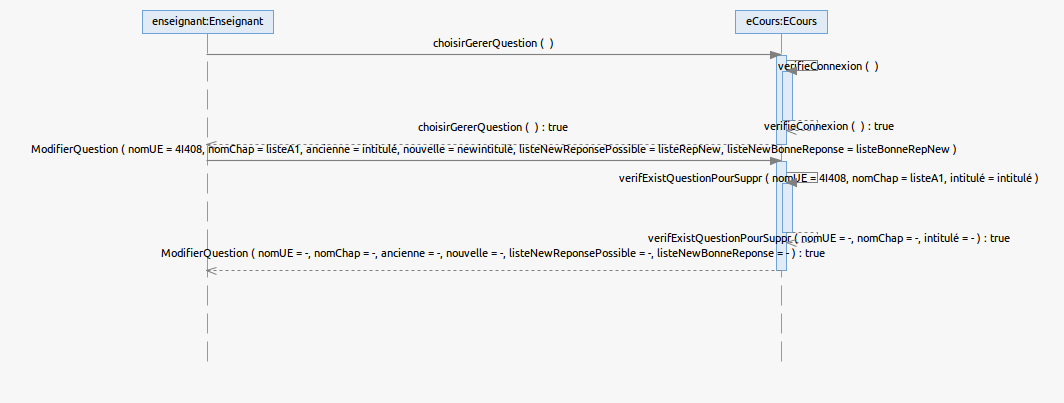 enseignant:Enseignant
eCours:ECours
choisirGererQuestion (  )
verifieConnexion (  )
choisirGererQuestion (  ) : true
verifieConnexion (  ) : true
ModifierQuestion ( nomUE = 4I408, nomChap = listeA1, ancienne = intitulé, nouvelle = newintitulé, listeNewReponsePossible = listeRepNew, listeNewBonneReponse = listeBonneRepNew )
verifExistQuestionPourSuppr ( nomUE = 4I408, nomChap = listeA1, intitulé = intitulé )
verifExistQuestionPourSuppr ( nomUE = -, nomChap = -, intitulé = - ) : true
ModifierQuestion ( nomUE = -, nomChap = -, ancienne = -, nouvelle = -, listeNewReponsePossible = -, listeNewBonneReponse = - ) : true